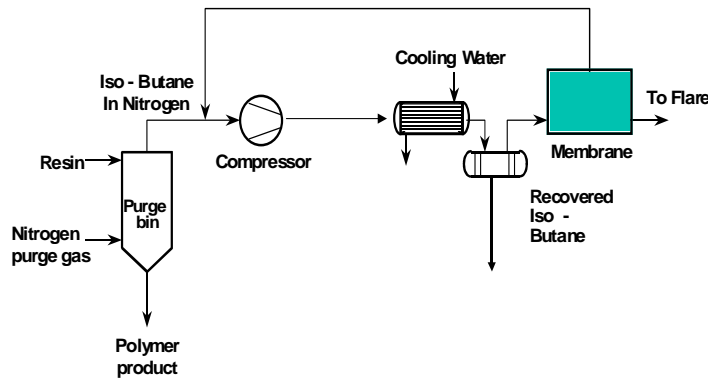 Cooling Water
Iso - Butane
In Nitrogen
To Flare
Compressor
Membrane
Resin
Purge
bin
Recovered
Iso -
Butane
Nitrogen
purge gas
Polymer
product